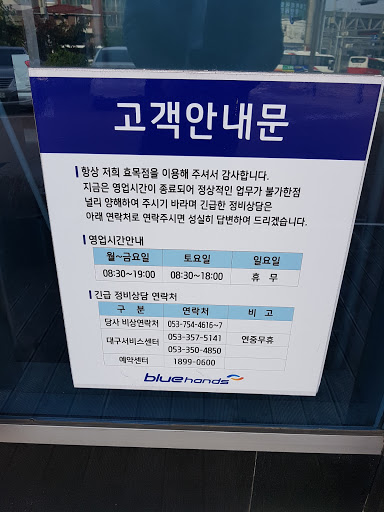 고객안내문
항상 저희 효목점을 이용해 주셔서 감사합니다.
지금은 영업시간이 종료되어 정상적인 업무가 불가한점
널리 양해하여 주시기 바라며 긴급한 정비상담은
아래 연락처로 연락주시면 성실히 답변하여 드리겠습니다.
영업시간안내
월~금요일 토요일 일요일
08:30~19:00 08:30~18:00 휴 무
긴급 정비상담 연락처
구 분 연락처 비 고
당사 비상연락처 053-754-4616~7
대구서비스센터 053-357-5141 연중무휴
053-350-4850
예약센터 1899-0600
bluehands